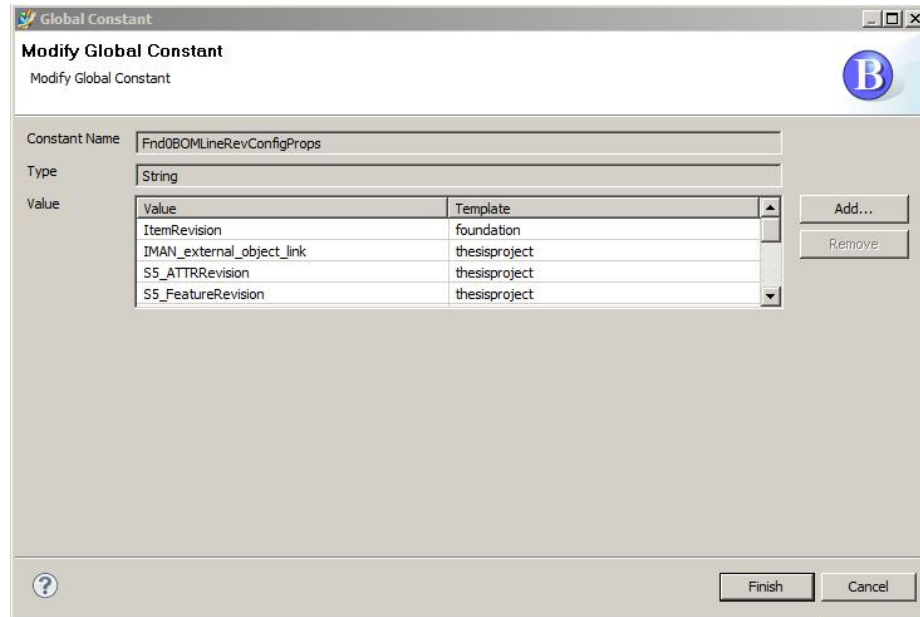 Global Constant
Modify Global Constant
Modify Global Constant
B
Constant Name Fnd0BOMLineRevConfigProps
Type String
Value Value Template Add...
ItemRevision foundation Remove
IMAN_external_object_link thesisproject
S5_ATTRRevision thesisproject
S5_FeatureRevision thesisproject
? Finish Cancel